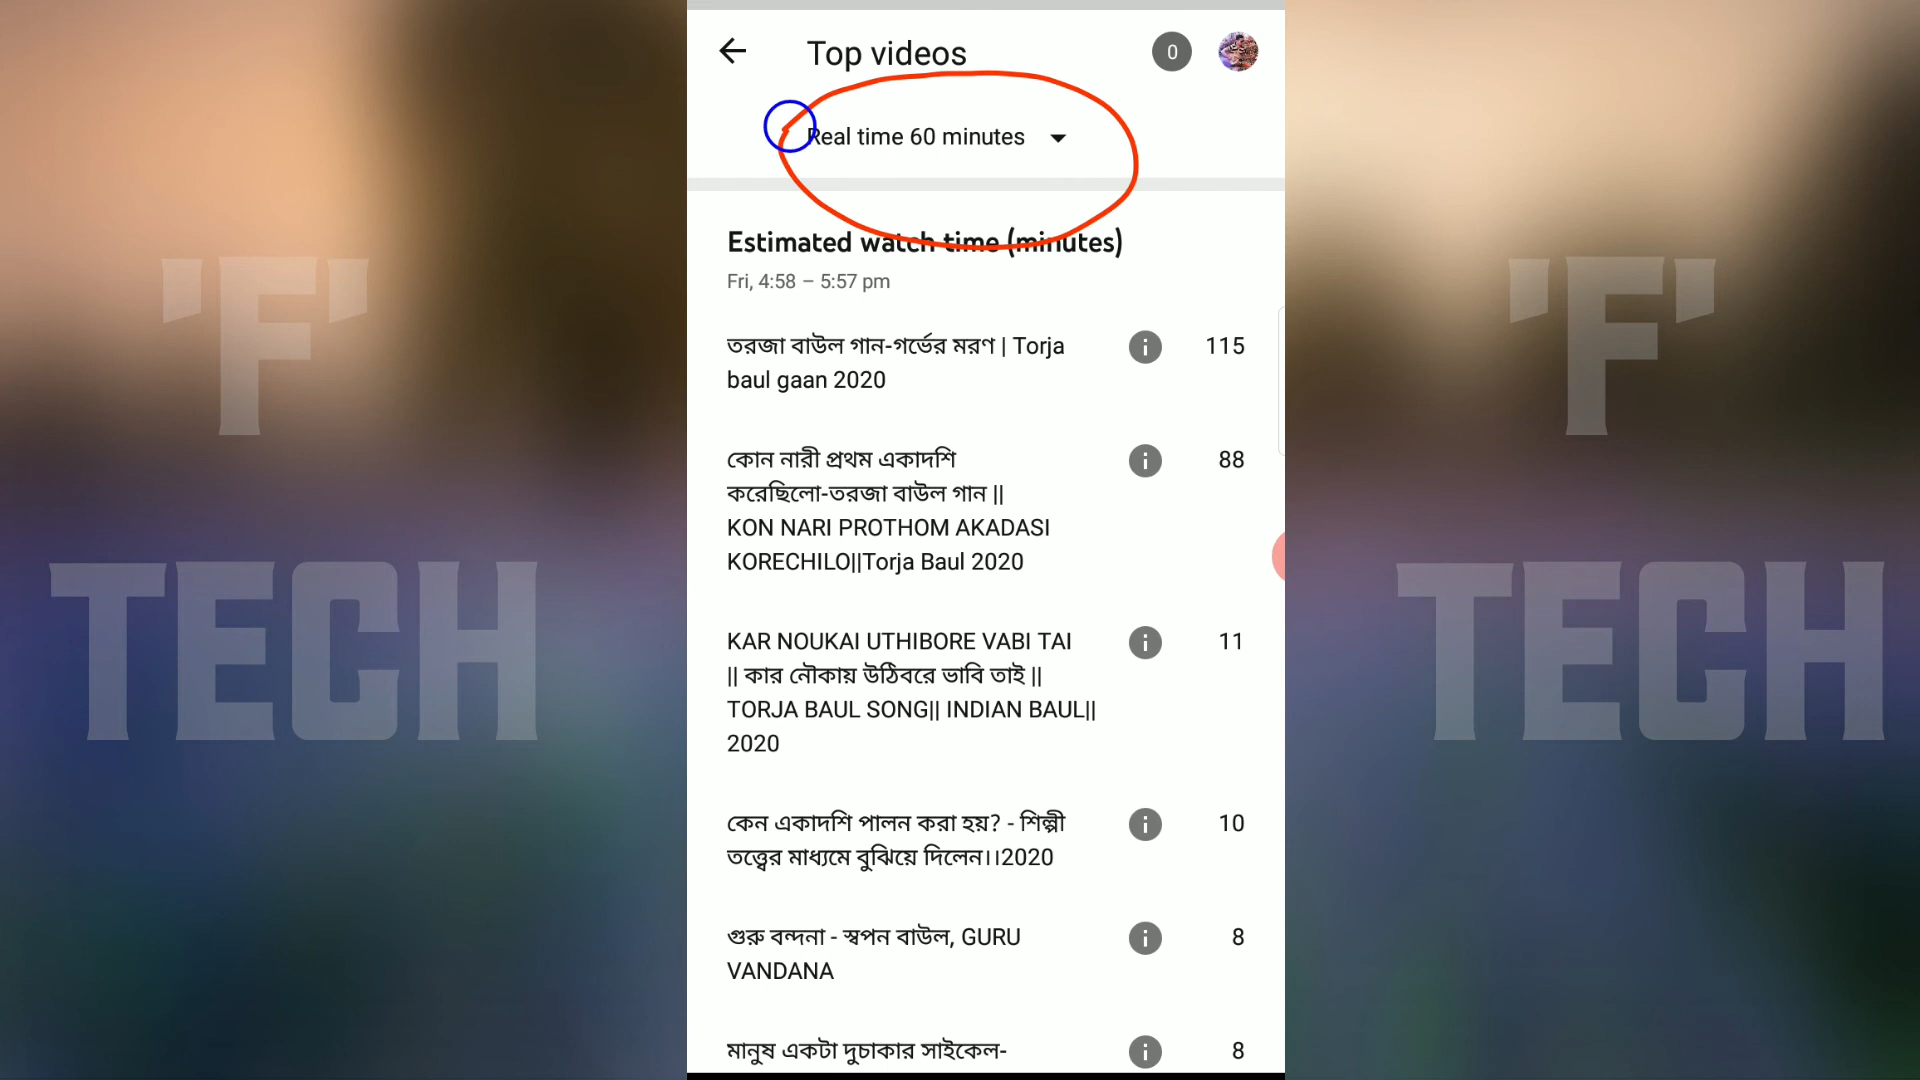 Top videos
0
Real time 60 minutes
Estimated watch time (minutes)
Fri, 4:58 – 5:57 pm
তরজা বাউল গান-গর্ভের মরণ | Torja
baul gaan 2020
115
কোন নারী প্রথম একাদশি
করেছিলো-তরজা বাউল গান ||
KON NARI PROTHOM AKADASI
KORECHILO||Torja Baul 2020
88
KAR NOUKAI UTHIBORE VABI TAI
|| কার নৌকায় উঠিবরে ভাবি তাই ||
TORJA BAUL SONG|| INDIAN BAUL||
2020
11
কেন একাদশি পালন করা হয়? - শিল্পী
তত্ত্বের মাধ্যমে বুঝিয়ে দিলেন।।2020
10
গুরু বন্দনা - স্বপন বাউল, GURU
VANDANA
8
মানুষ একটা দুচাকার সাইকেল-
8
'F'
TECH
'F'
TECH